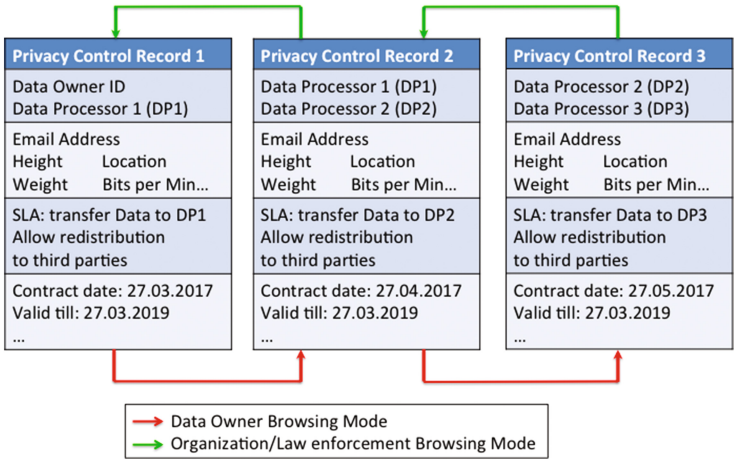 Privacy Control Record 1
Data Owner ID
Data Processor 1 (DP1)
Email Address
Height Location
Weight Bits per Min...
SLA: transfer Data to DP1
Allow redistribution
to third parties
Contract date: 27.03.2017
Valid till: 27.03.2019
...
Privacy Control Record 2
Data Processor 1 (DP1)
Data Processor 2 (DP2)
Email Address
Height Location
Weight Bits per Min...
SLA: transfer Data to DP2
Allow redistribution
to third parties
Contract date: 27.04.2017
Valid till: 27.03.2019
...
Privacy Control Record 3
Data Processor 2 (DP2)
Data Processor 3 (DP3)
Email Address
Height Location
Weight Bits per Min...
SLA: transfer Data to DP3
Allow redistribution
to third parties
Contract date: 27.05.2017
Valid till: 27.03.2019
...
Data Owner Browsing Mode
Organization/Law enforcement Browsing Mode